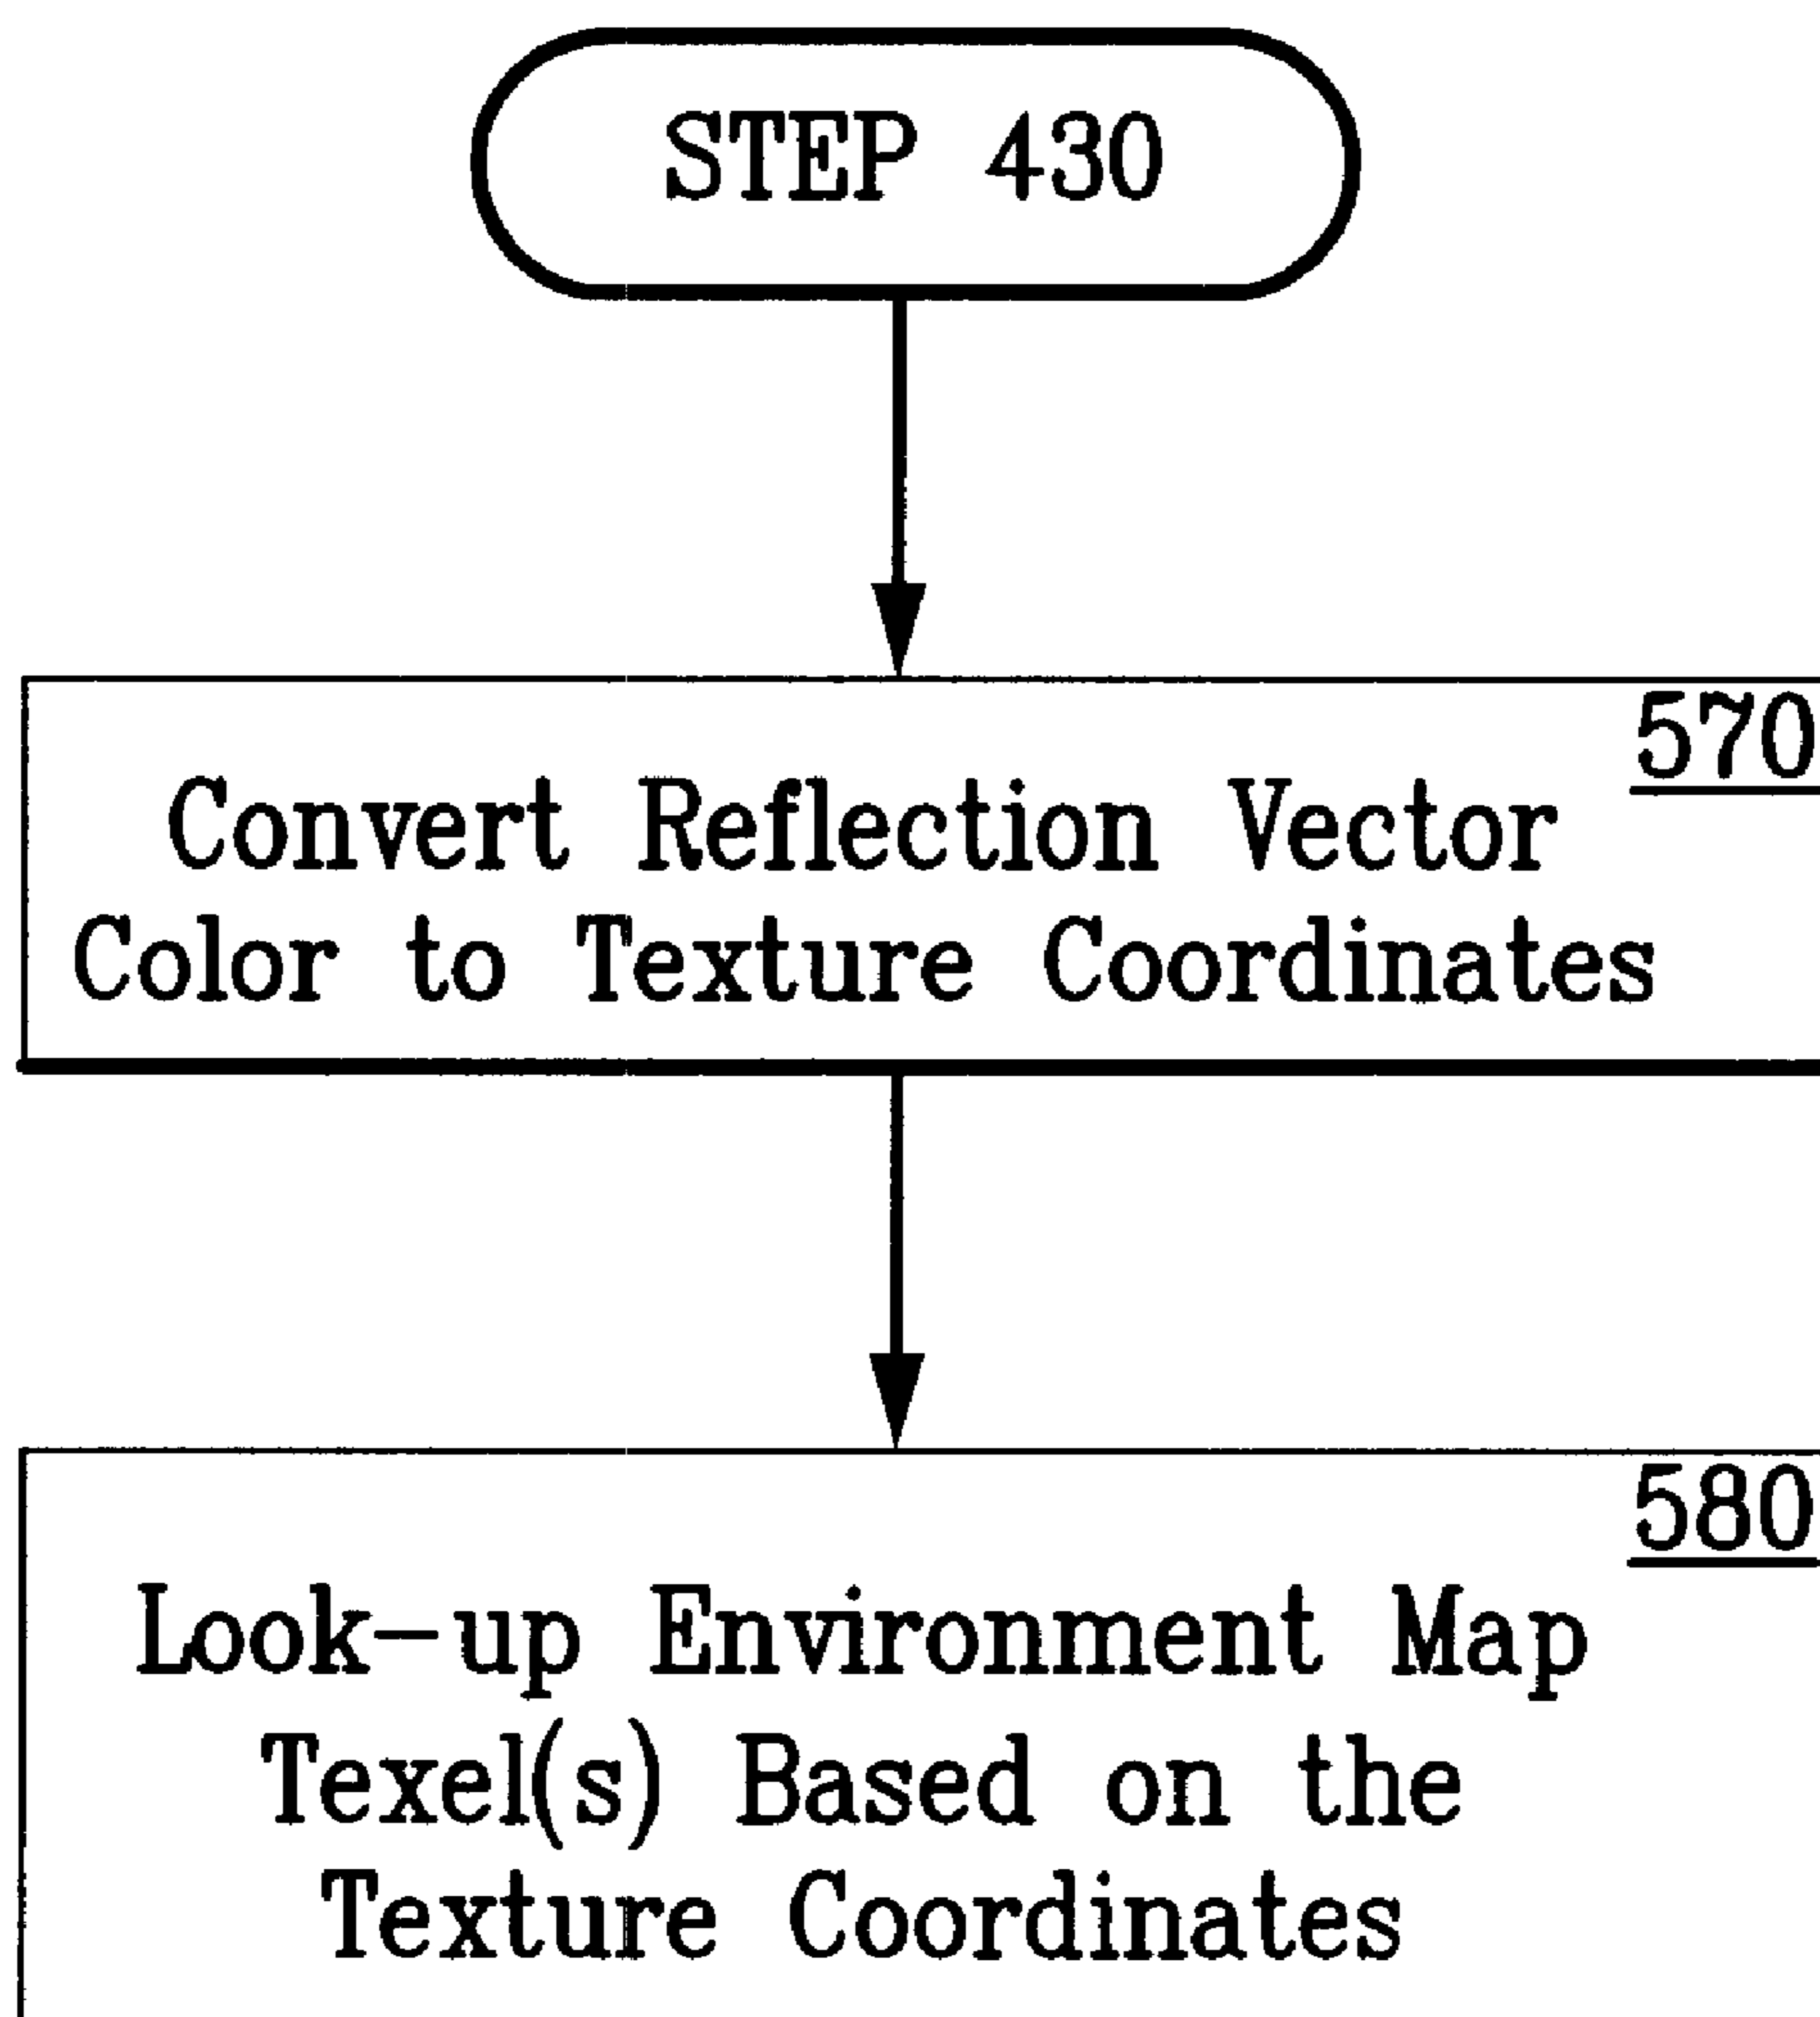 STEP 430
570
Convert Reflection Vector
Color to Texture Coordinates
580
Look-up Environment Map
Texel(s) Based on the
Texture Coordinates